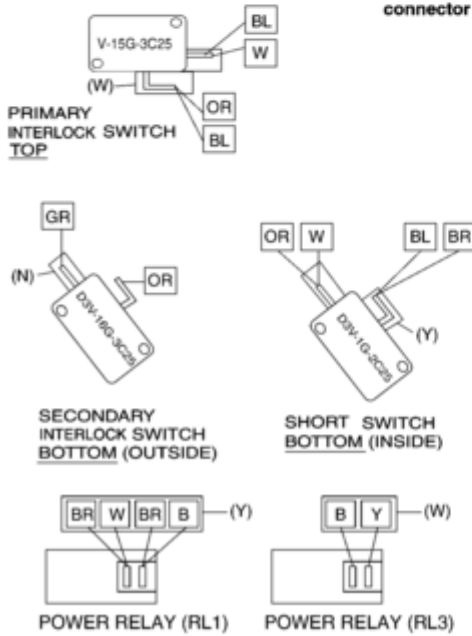 connector
BL
V-15G-3C25
W
(W)
OR
BL
PRIMARY
INTERLOCK SWITCH
TOP
GR
(N)
OR
D3V-16G-3C25
SECONDARY
INTERLOCK SWITCH
BOTTOM (OUTSIDE)
OR W BL BR
D3V-1G-2C25
(Y)
SHORT SWITCH
BOTTOM (INSIDE)
BR W BR B (Y)
POWER RELAY (RL1)
B Y (W)
POWER RELAY (RL3)